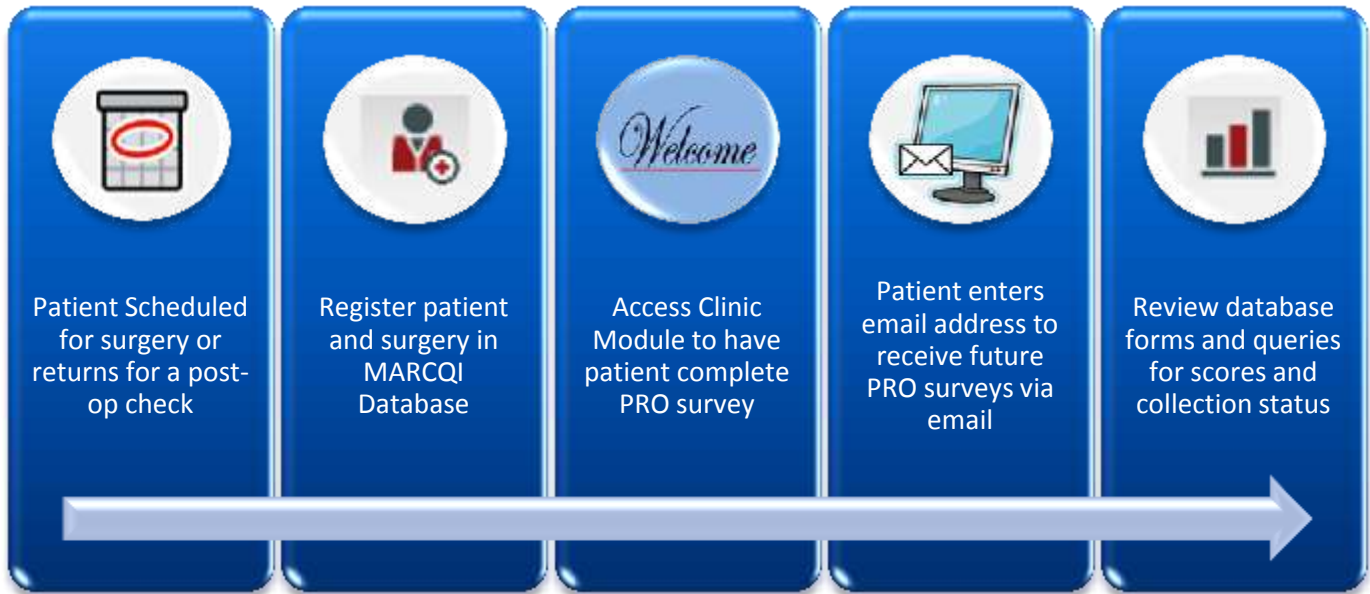 Welcome
Patient Scheduled
for surgery or
returns for a post-
op check
Register patient
and surgery in
MARCQI
Database
Access Clinic
Module to have
patient complete
PRO survey
Patient enters
email address to
receive future
PRO surveys via
email
Review database
forms and queries
for scores and
collection status